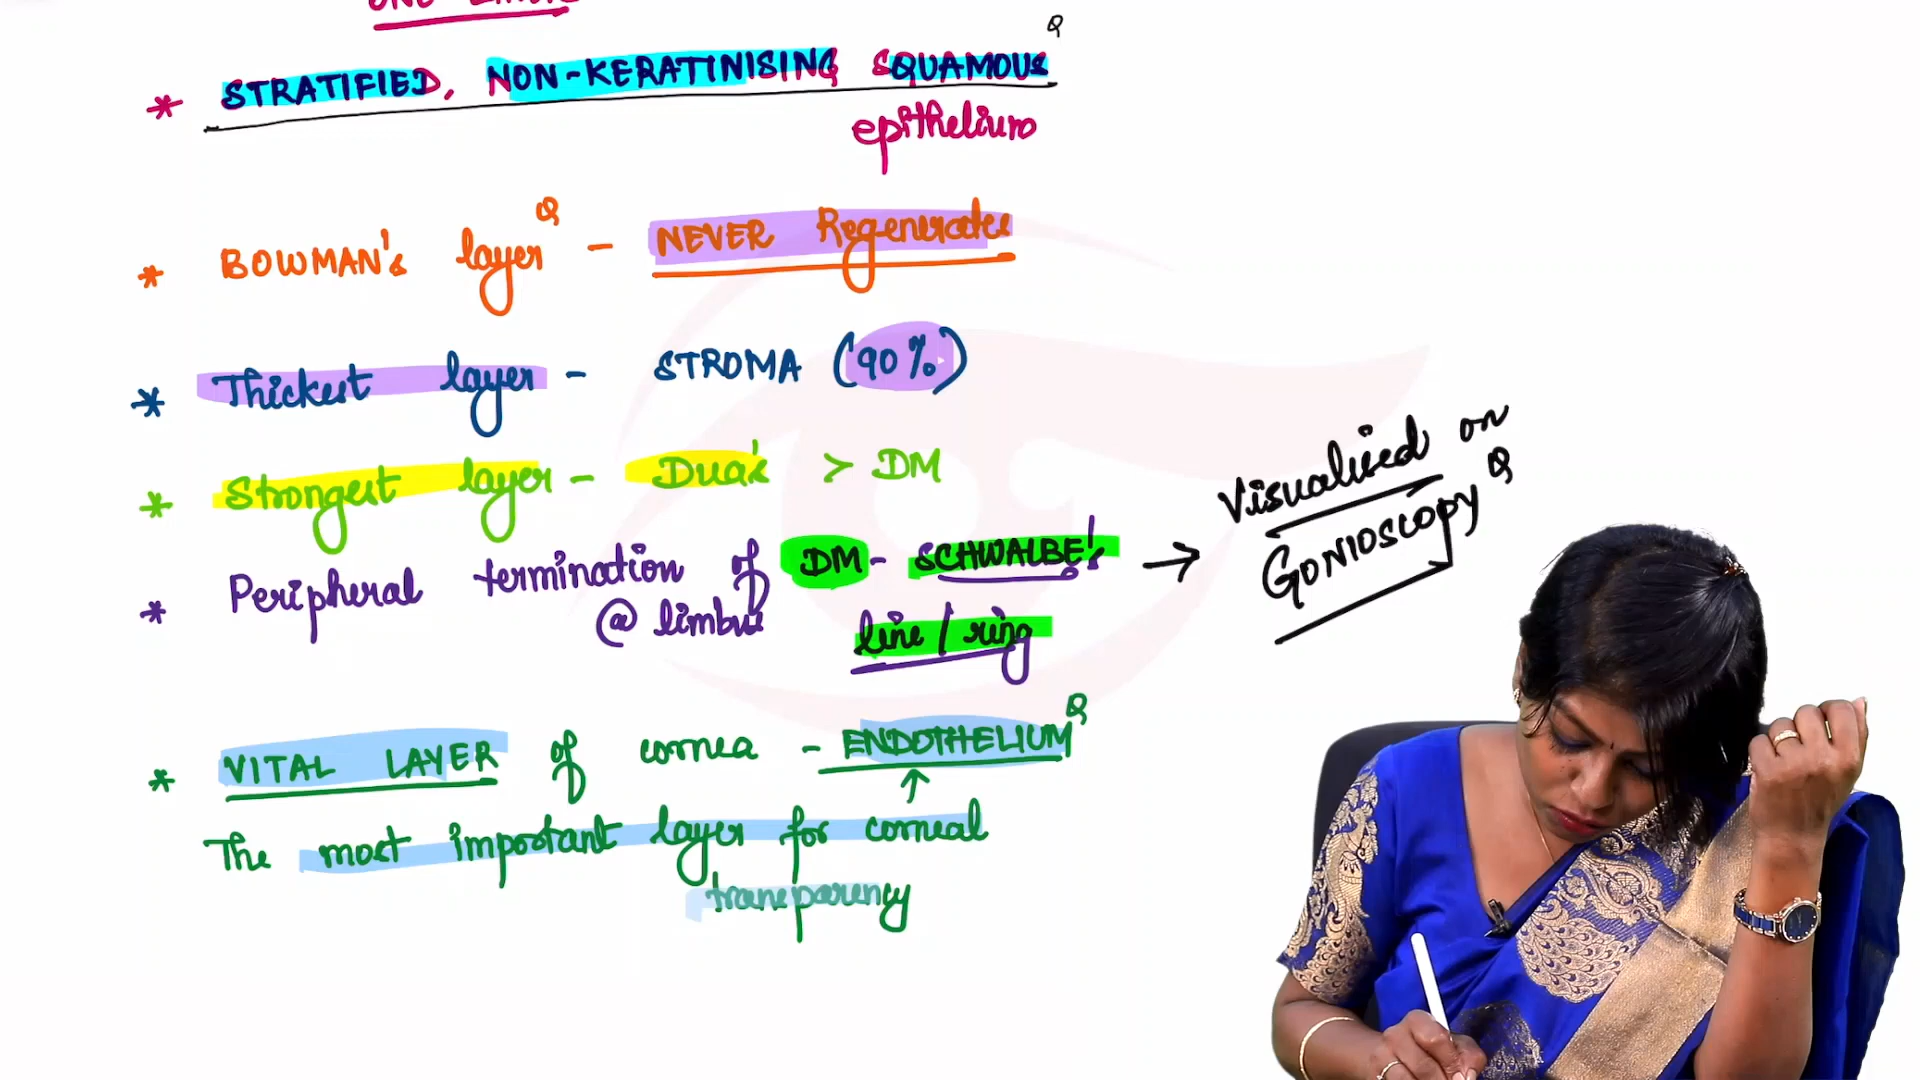 Q
* STRATIFIED, NON-KERATINISING SQUAMOUS
epithelium
* BOWMAN's layer Q - NEVER Regenerates
* Thickest layer - STROMA (90%)
* Strongest layer - Dua's > DM
* Peripheral termination of DM - SCHWALBE's → Visualised on
@ limbus line / ring GONIOSCOPY Q
* VITAL LAYER of cornea - ENDOTHELIUM Q
↑
The most important layer for corneal
transparency